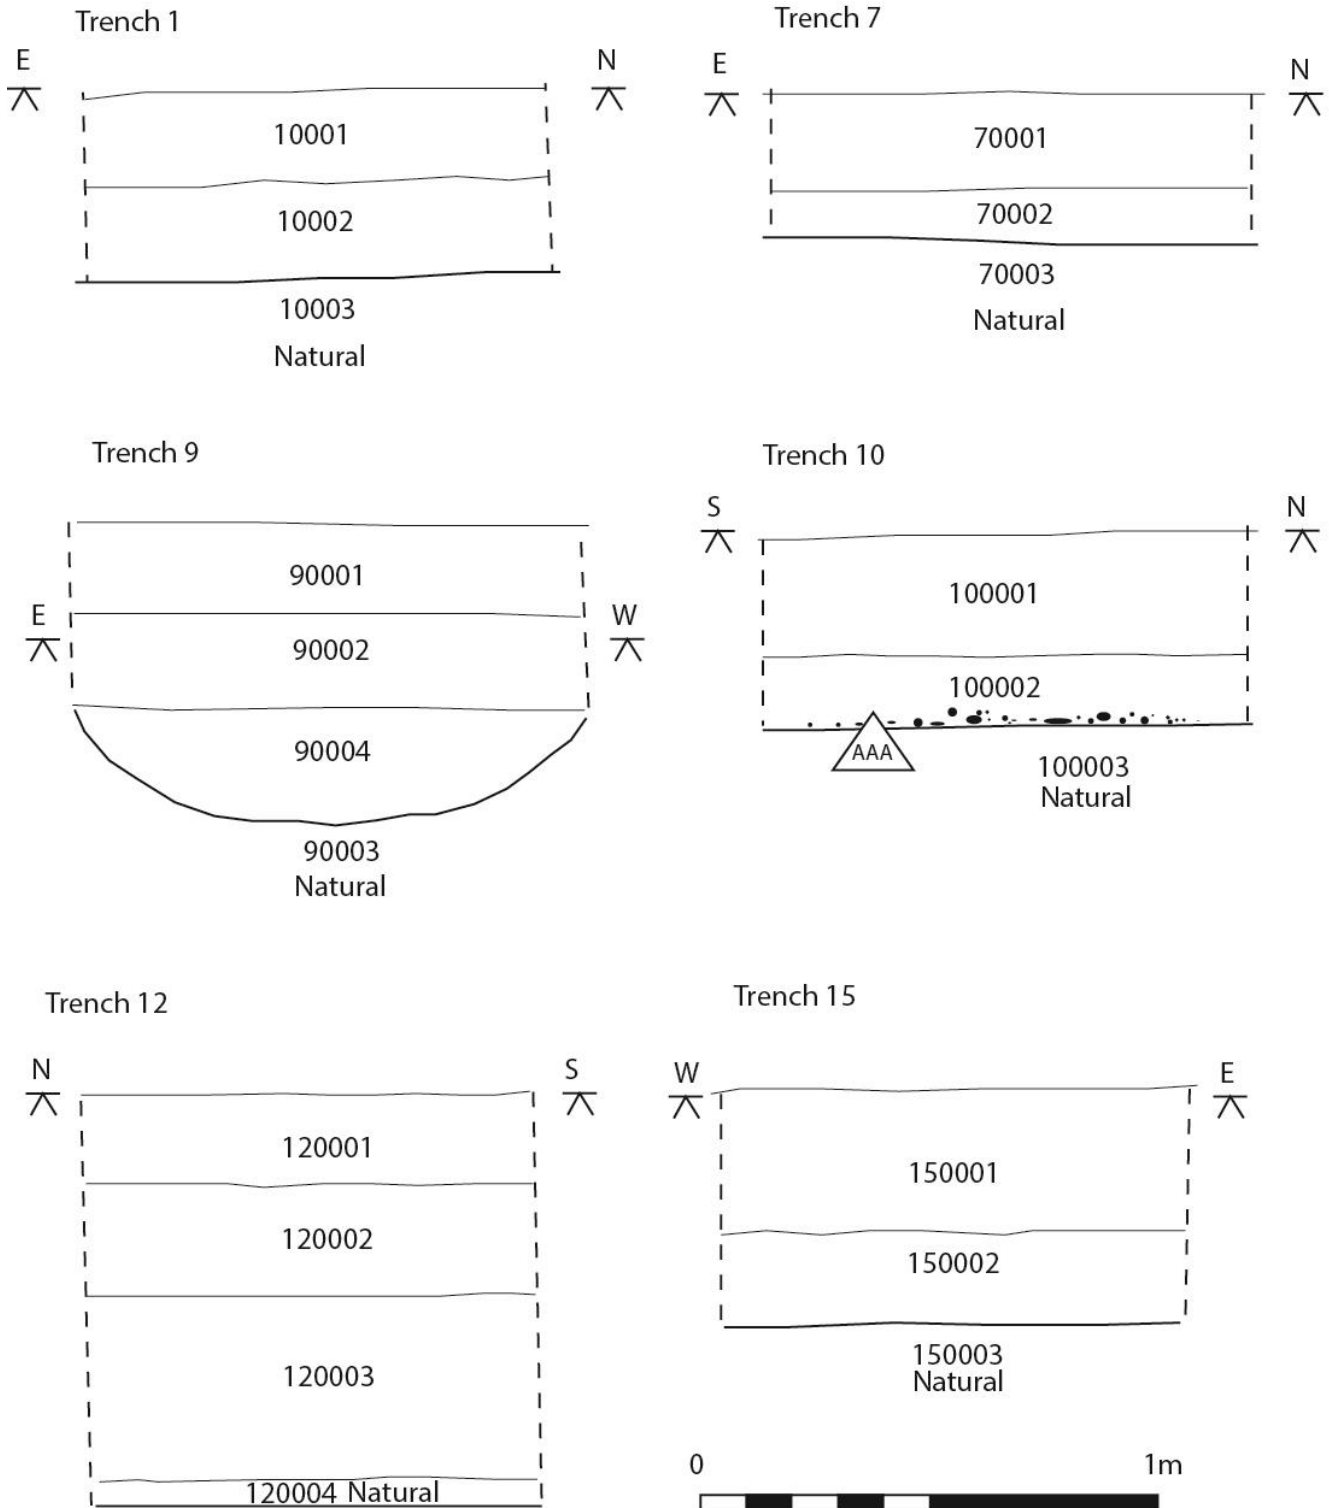 Trench 1
E
N
10001
10002
10003
Natural
Trench 7
E
N
70001
70002
70003
Natural
Trench 9
E
W
90001
90002
90004
90003
Natural
Trench 10
S
N
100001
100002
AAA
100003
Natural
Trench 12
N
S
120001
120002
120003
120004 Natural
Trench 15
W
E
150001
150002
150003
Natural
0
1m